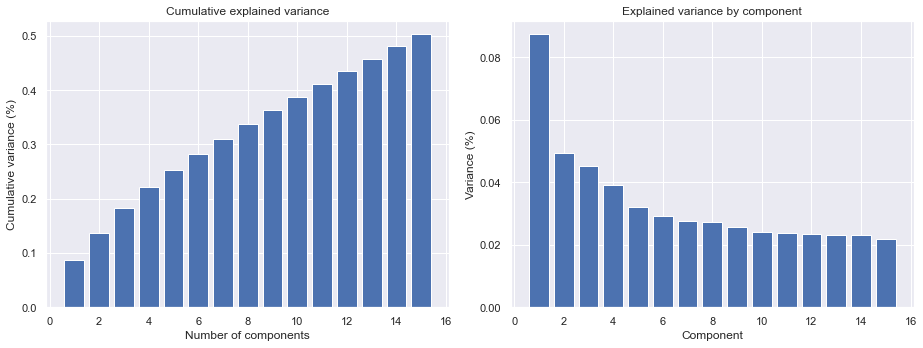 Cumulative explained variance
0.5
0.4
0.3
0.2
0.1
0.0
Cumulative variance (%)
0 2 4 6 8 10 12 14 16
Number of components
Explained variance by component
0.08
0.06
0.04
0.02
0.00
Variance (%)
0 2 4 6 8 10 12 14 16
Component